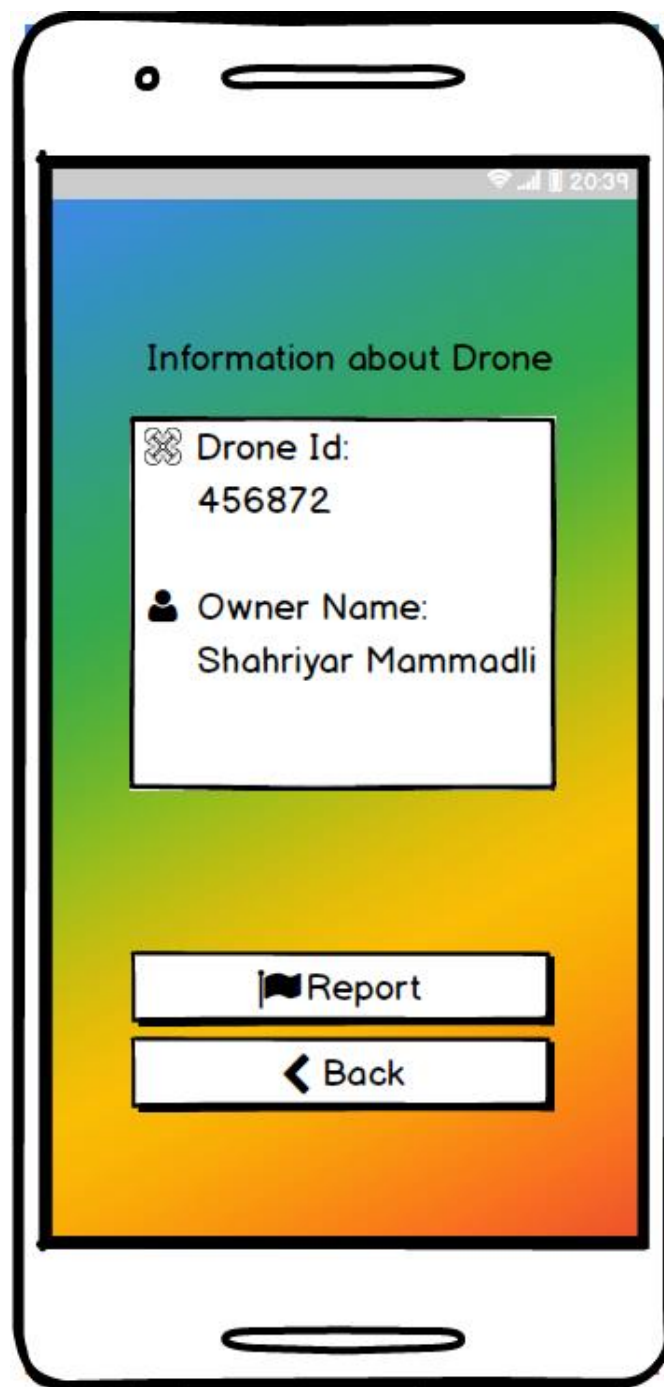 20:39
Information about Drone
Drone Id:
456872
Owner Name:
Shahriyar Mammadli
Report
Back